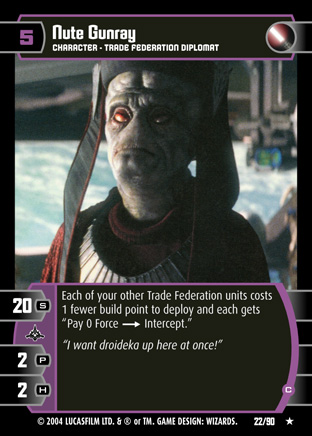 5 Nute Gunray
CHARACTER - TRADE FEDERATION DIPLOMAT
20 S
Each of your other Trade Federation units costs
1 fewer build point to deploy and each gets
“Pay 0 Force → Intercept.”
“I want droideka up here at once!”
2 P
2 H
C
© 2004 LUCASFILM LTD. & ® or TM. GAME DESIGN: WIZARDS. 22/90 ★